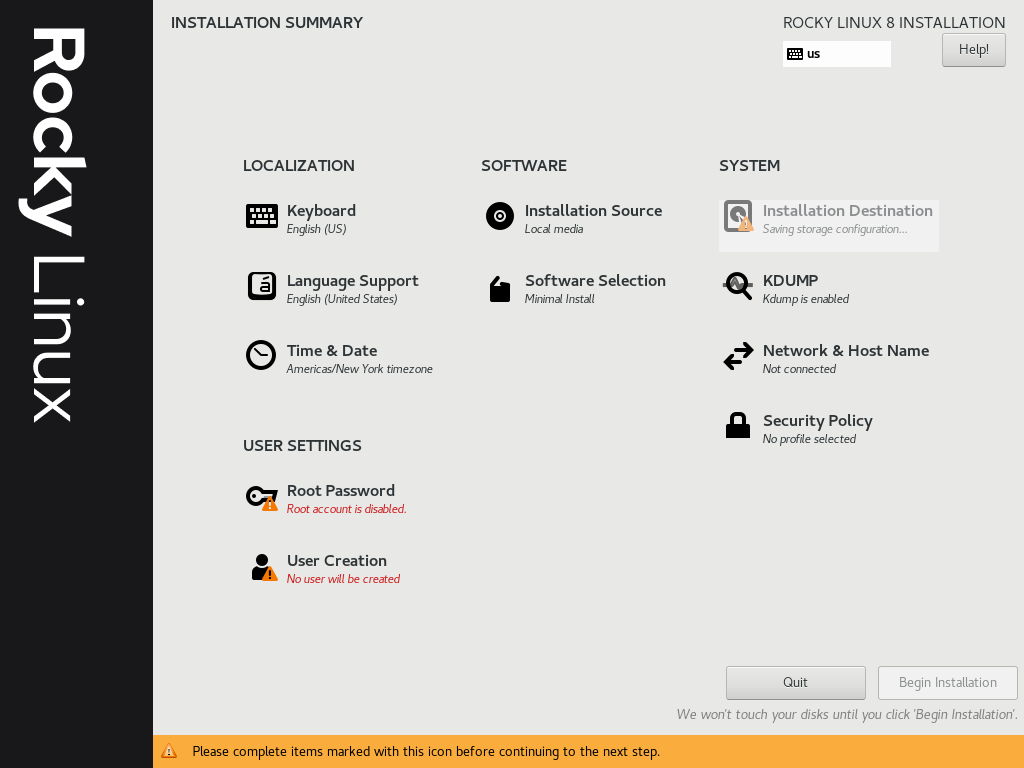 Rocky Linux
INSTALLATION SUMMARY
ROCKY LINUX 8 INSTALLATION
us
Help!
LOCALIZATION
Keyboard
English (US)
Language Support
English (United States)
Time & Date
Americas/New York timezone
SOFTWARE
Installation Source
Local media
Software Selection
Minimal Install
SYSTEM
Installation Destination
Saving storage configuration...
KDUMP
Kdump is enabled
Network & Host Name
Not connected
Security Policy
No profile selected
USER SETTINGS
Root Password
Root account is disabled.
User Creation
No user will be created
Quit
Begin Installation
We won't touch your disks until you click 'Begin Installation'.
Please complete items marked with this icon before continuing to the next step.